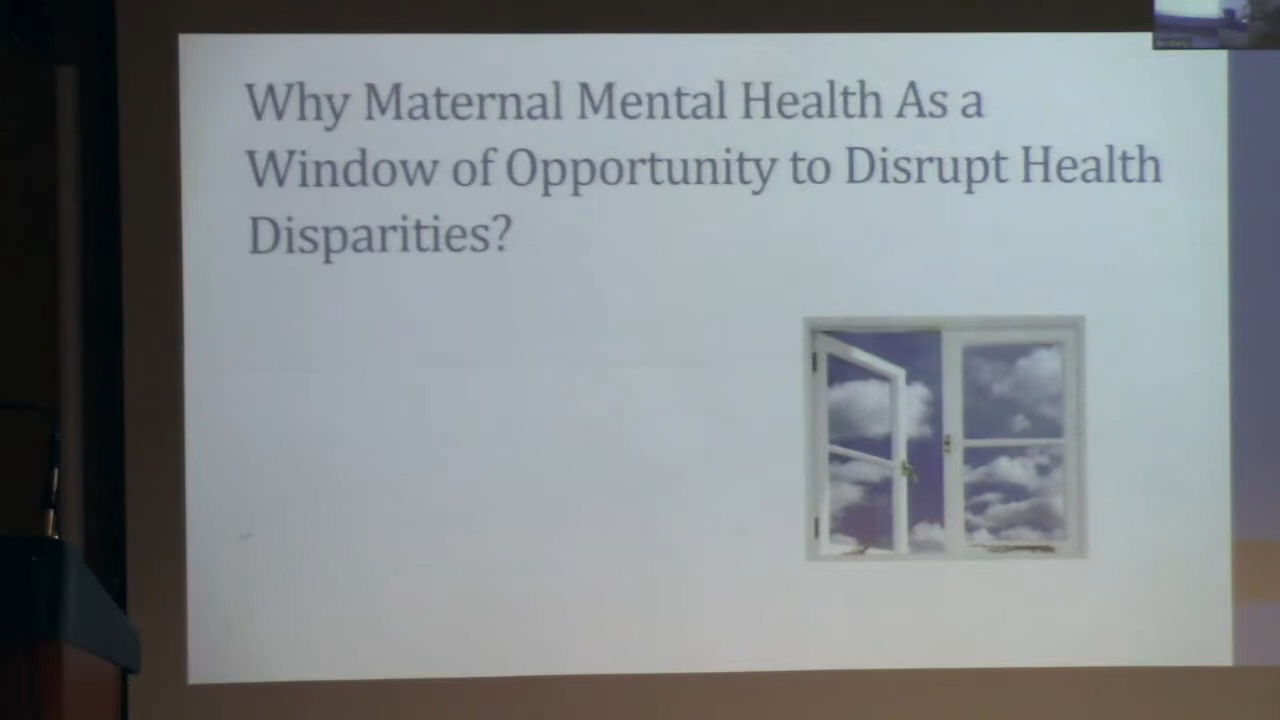 Why Maternal Mental Health As a
Window of Opportunity to Disrupt Health
Disparities?